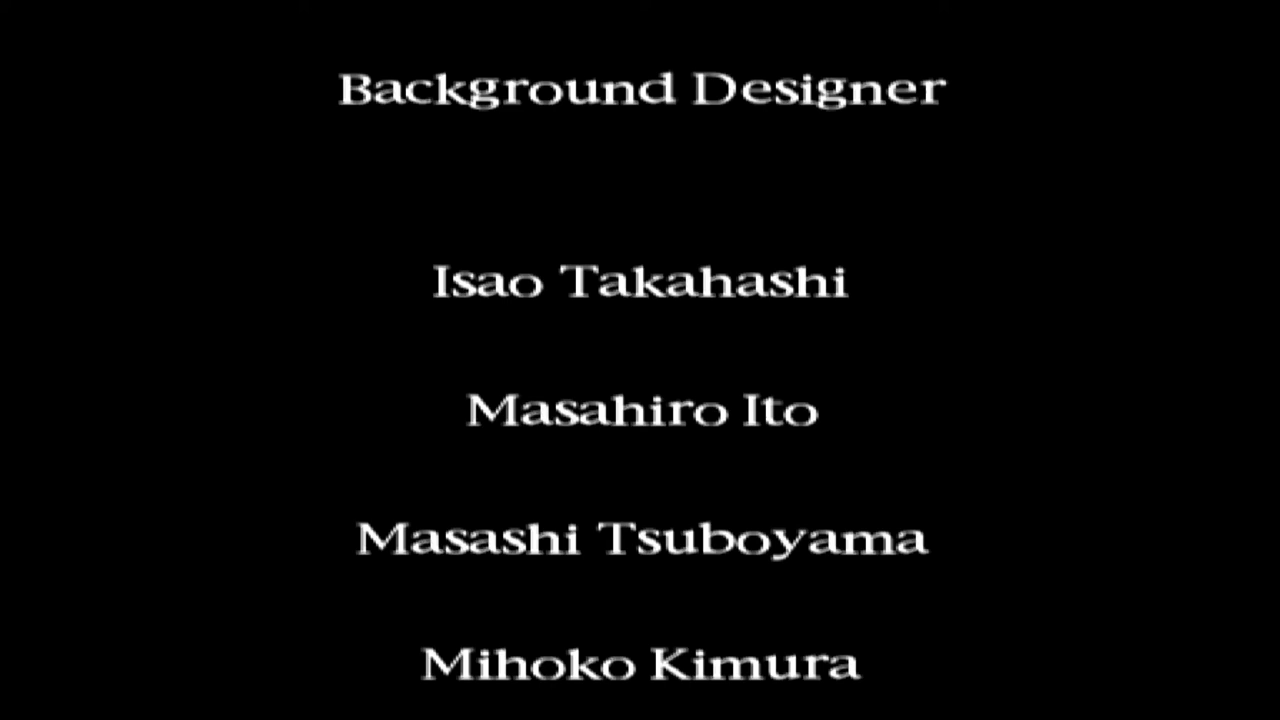 Background Designer
Isao Takahashi
Masahiro Ito
Masashi Tsuboyama
Mihoko Kimura